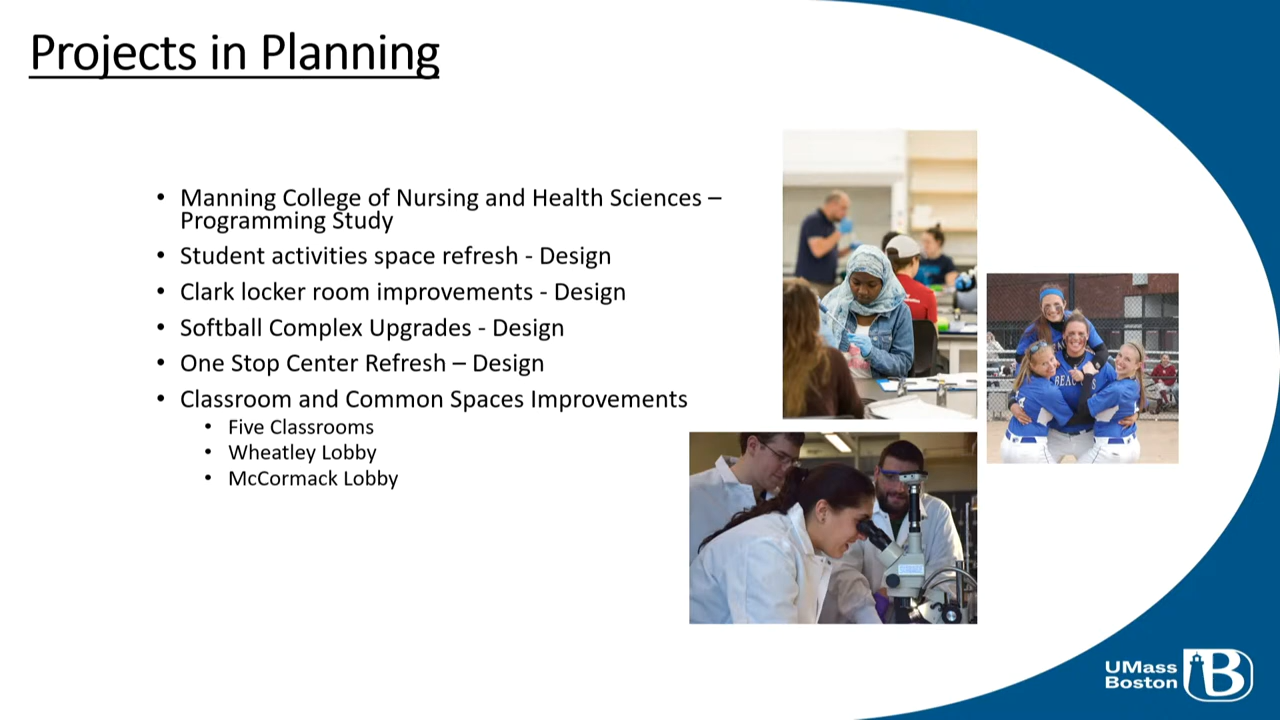 Projects in Planning
• Manning College of Nursing and Health Sciences –
Programming Study
• Student activities space refresh - Design
• Clark locker room improvements - Design
• Softball Complex Upgrades - Design
• One Stop Center Refresh – Design
• Classroom and Common Spaces Improvements
• Five Classrooms
• Wheatley Lobby
• McCormack Lobby
UMass
Boston
B